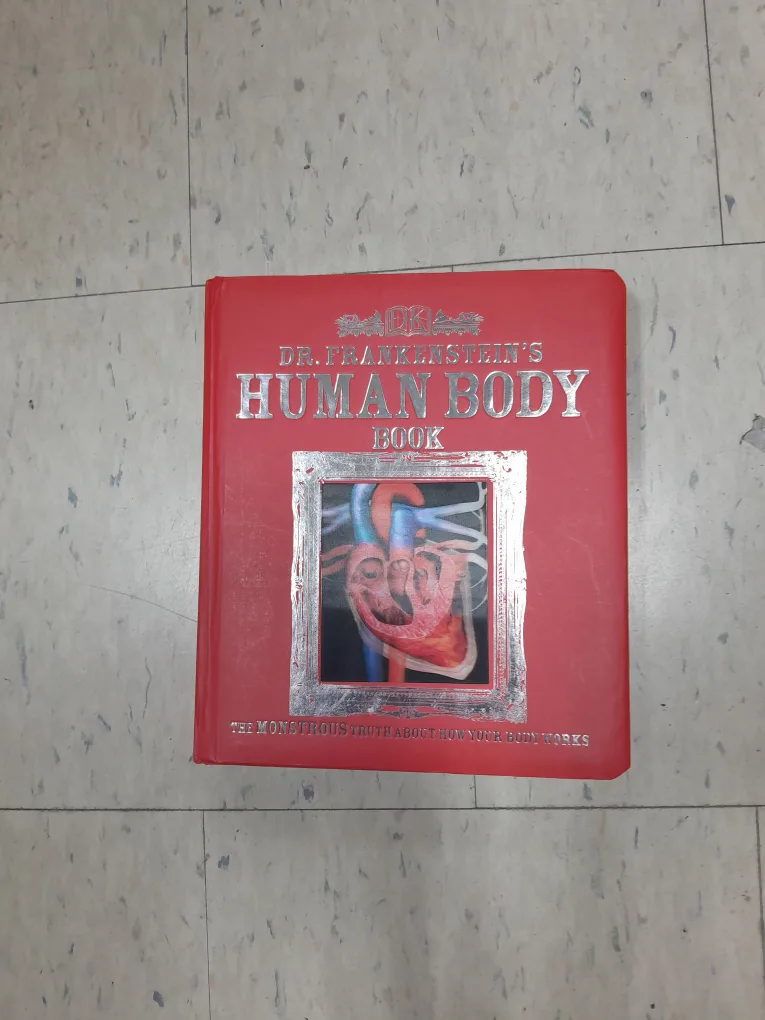 DK
DR. FRANKENSTEIN'S
HUMAN BODY
BOOK
THE MONSTROUS TRUTH ABOUT HOW YOUR BODY WORKS